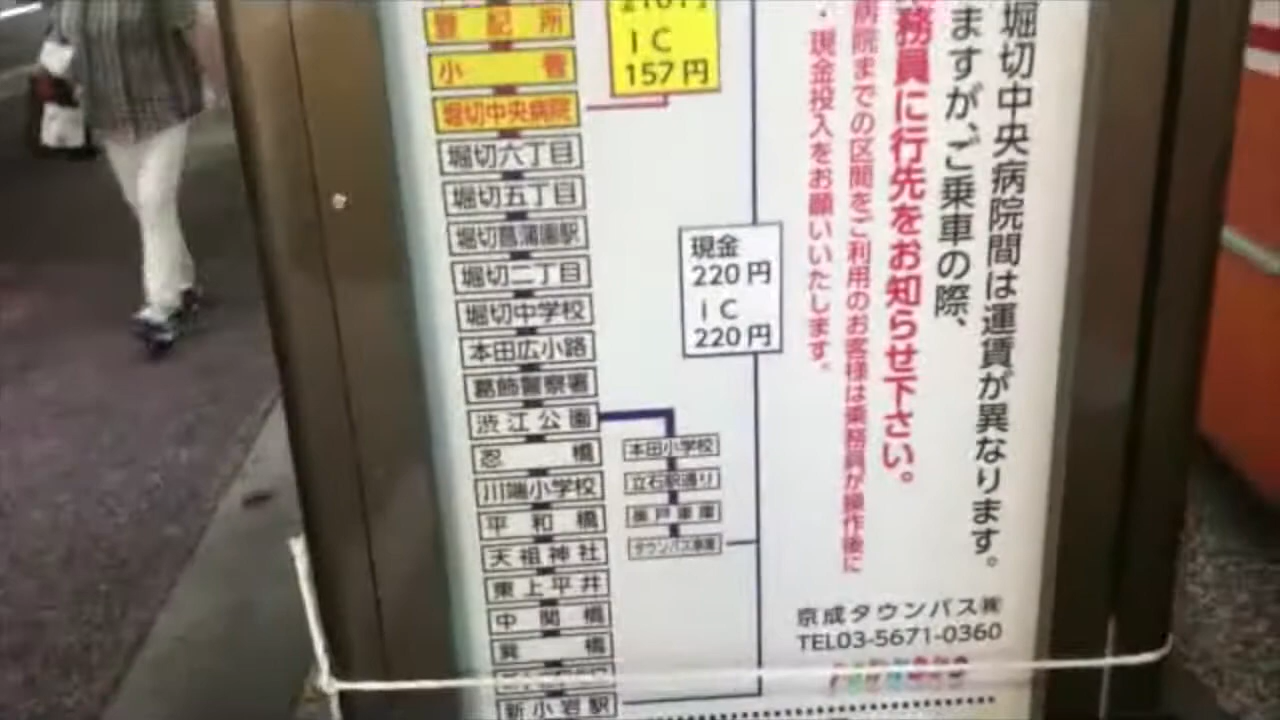 登記所
小菅
堀切中央病院
堀切六丁目
堀切五丁目
堀切菖蒲園駅
堀切二丁目
堀切中学校
本田広小路
葛飾警察署
渋江公園
忍橋
川端小学校
平和橋
天祖神社
東上平井
中関橋
巽橋
新小岩駅
本田小学校
立石駅通り
タウンバス車庫
IC
157円
現金
220円
IC
220円
堀切中央病院間は運賃が異なります。
ますが、ご乗車の際、
務員に行先をお知らせ下さい。
病院までの区間をご利用のお客様は乗務員が操作後に
・現金投入をお願いいたします。
京成タウンバス㈱
TEL03-5671-0360